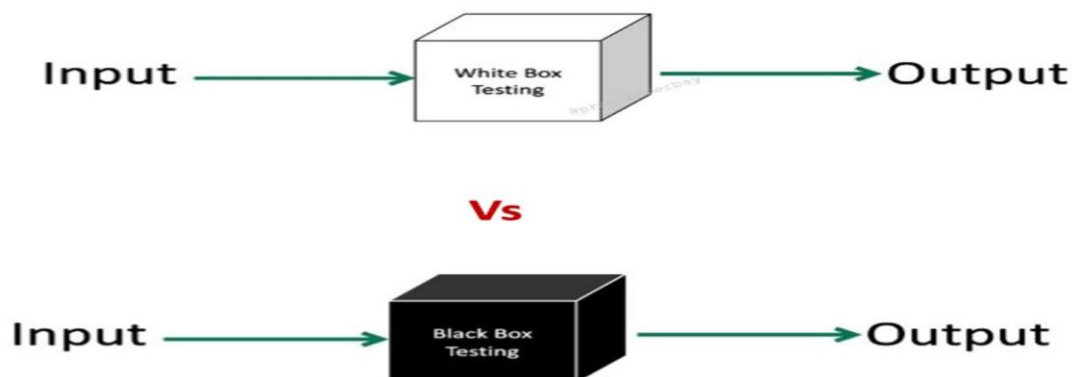 Input
White Box
Testing
Output
Vs
Input
Black Box
Testing
Output